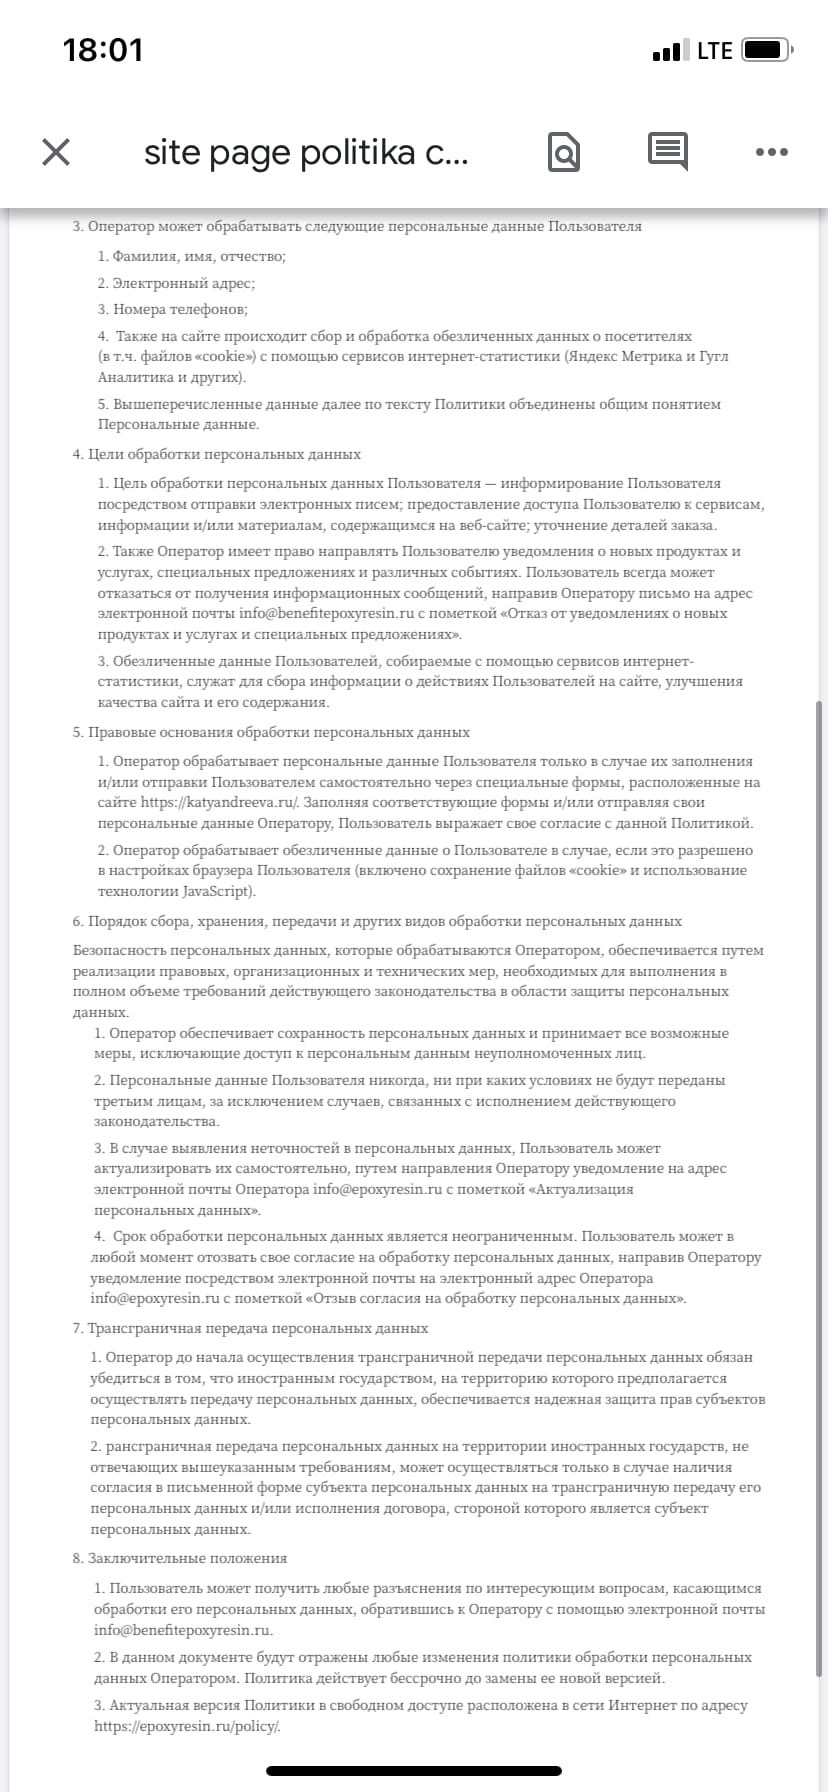 18:01
LTE
site page politika c...
3. Оператор может обрабатывать следующие персональные данные Пользователя
1. Фамилия, имя, отчество;
2. Электронный адрес;
3. Номера телефонов;
4. Также на сайте происходит сбор и обработка обезличенных данных о посетителях
(в т.ч. файлов «cookie») с помощью сервисов интернет-статистики (Яндекс Метрика и Гугл
Аналитика и других).
5. Вышеперечисленные данные далее по тексту Политики объединены общим понятием
Персональные данные.
4. Цели обработки персональных данных
1. Цель обработки персональных данных Пользователя — информирование Пользователя
посредством отправки электронных писем; предоставление доступа Пользователю к сервисам,
информации и/или материалам, содержащимся на веб-сайте; уточнение деталей заказа.
2. Также Оператор имеет право направлять Пользователю уведомления о новых продуктах и
услугах, специальных предложениях и различных событиях. Пользователь всегда может
отказаться от получения информационных сообщений, направив Оператору письмо на адрес
электронной почты info@benefitepoxyresin.ru с пометкой «Отказ от уведомлениях о новых
продуктах и услугах и специальных предложениях».
3. Обезличенные данные Пользователей, собираемые с помощью сервисов интернет-
статистики, служат для сбора информации о действиях Пользователей на сайте, улучшения
качества сайта и его содержания.
5. Правовые основания обработки персональных данных
1. Оператор обрабатывает персональные данные Пользователя только в случае их заполнения
и/или отправки Пользователем самостоятельно через специальные формы, расположенные на
сайте https://katyandreeva.ru/. Заполняя соответствующие формы и/или отправляя свои
персональные данные Оператору, Пользователь выражает свое согласие с данной Политикой.
2. Оператор обрабатывает обезличенные данные о Пользователе в случае, если это разрешено
в настройках браузера Пользователя (включено сохранение файлов «cookie» и использование
технологии JavaScript).
6. Порядок сбора, хранения, передачи и других видов обработки персональных данных
Безопасность персональных данных, которые обрабатываются Оператором, обеспечивается путем
реализации правовых, организационных и технических мер, необходимых для выполнения в
полном объеме требований действующего законодательства в области защиты персональных
данных.
1. Оператор обеспечивает сохранность персональных данных и принимает все возможные
меры, исключающие доступ к персональным данным неуполномоченных лиц.
2. Персональные данные Пользователя никогда, ни при каких условиях не будут переданы
третьим лицам, за исключением случаев, связанных с исполнением действующего
законодательства.
3. В случае выявления неточностей в персональных данных, Пользователь может
актуализировать их самостоятельно, путем направления Оператору уведомление на адрес
электронной почты Оператора info@epoxyresin.ru с пометкой «Актуализация
персональных данных».
4. Срок обработки персональных данных является неограниченным. Пользователь может в
любой момент отозвать свое согласие на обработку персональных данных, направив Оператору
уведомление посредством электронной почты на электронный адрес Оператора
info@epoxyresin.ru с пометкой «Отзыв согласия на обработку персональных данных».
7. Трансграничная передача персональных данных
1. Оператор до начала осуществления трансграничной передачи персональных данных обязан
убедиться в том, что иностранным государством, на территорию которого предполагается
осуществлять передачу персональных данных, обеспечивается надежная защита прав субъектов
персональных данных.
2. рансграничная передача персональных данных на территории иностранных государств, не
отвечающих вышеуказанным требованиям, может осуществляться только в случае наличия
согласия в письменной форме субъекта персональных данных на трансграничную передачу его
персональных данных и/или исполнения договора, стороной которого является субъект
персональных данных.
8. Заключительные положения
1. Пользователь может получить любые разъяснения по интересующим вопросам, касающимся
обработки его персональных данных, обратившись к Оператору с помощью электронной почты
info@benefitepoxyresin.ru.
2. В данном документе будут отражены любые изменения политики обработки персональных
данных Оператором. Политика действует бессрочно до замены ее новой версией.
3. Актуальная версия Политики в свободном доступе расположена в сети Интернет по адресу
https://epoxyresin.ru/policy/.